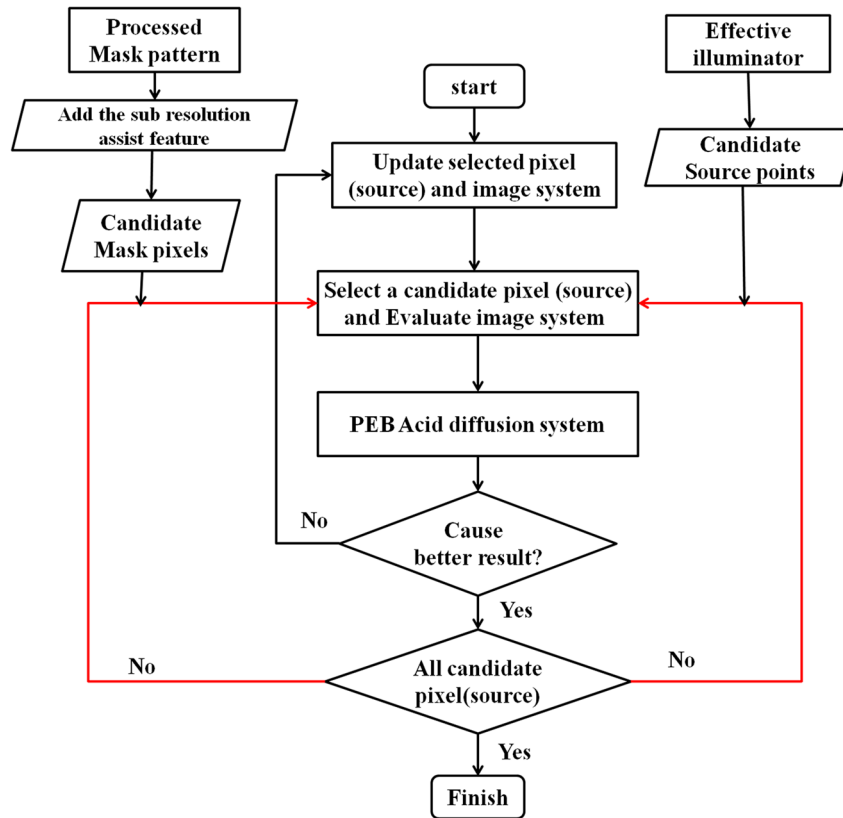 Processed
Mask pattern
Add the sub resolution
assist feature
Candidate
Mask pixels
start
Update selected pixel
(source) and image system
Effective
illuminator
Candidate
Source points
Select a candidate pixel (source)
and Evaluate image system
PEB Acid diffusion system
No
Cause
better result?
Yes
No
All candidate
pixel(source)
No
Yes
Finish